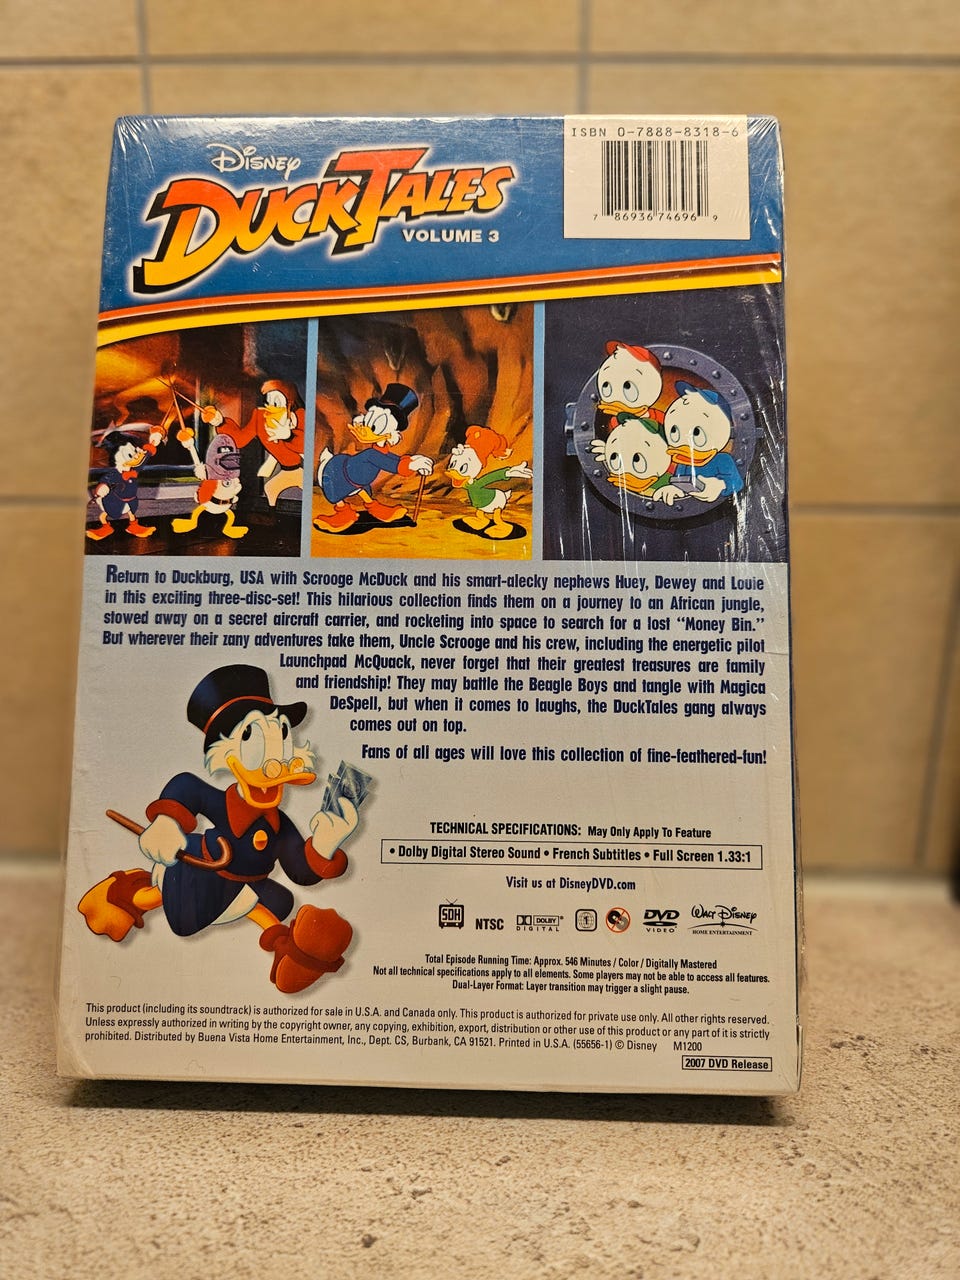 ISBN 0-7888-8318-6
7 86936 74696 9
Disney
DUCKTALES
VOLUME 3
Return to Duckburg, USA with Scrooge McDuck and his smart-alecky nephews Huey, Dewey and Louie
in this exciting three-disc-set! This hilarious collection finds them on a journey to an African jungle,
stowed away on a secret aircraft carrier, and rocketing into space to search for a lost “Money Bin.”
But wherever their zany adventures take them, Uncle Scrooge and his crew, including the energetic pilot
Launchpad McQuack, never forget that their greatest treasures are family
and friendship! They may battle the Beagle Boys and tangle with Magica
DeSpell, but when it comes to laughs, the DuckTales gang always
comes out on top.
Fans of all ages will love this collection of fine-feathered-fun!
TECHNICAL SPECIFICATIONS: May Only Apply To Feature
• Dolby Digital Stereo Sound • French Subtitles • Full Screen 1.33:1
Visit us at DisneyDVD.com
SDH NTSC DOLBY DIGITAL 1 DVD VIDEO WALT DISNEY HOME ENTERTAINMENT
Total Episode Running Time: Approx. 546 Minutes / Color / Digitally Mastered
Not all technical specifications apply to all elements. Some players may not be able to access all features.
Dual-Layer Format: Layer transition may trigger a slight pause.
This product (including its soundtrack) is authorized for sale in U.S.A. and Canada only. This product is authorized for private use only. All other rights reserved.
Unless expressly authorized in writing by the copyright owner, any copying, exhibition, export, distribution or other use of this product or any part of it is strictly
prohibited. Distributed by Buena Vista Home Entertainment, Inc., Dept. CS, Burbank, CA 91521. Printed in U.S.A. (55656-1) © Disney M1200
2007 DVD Release